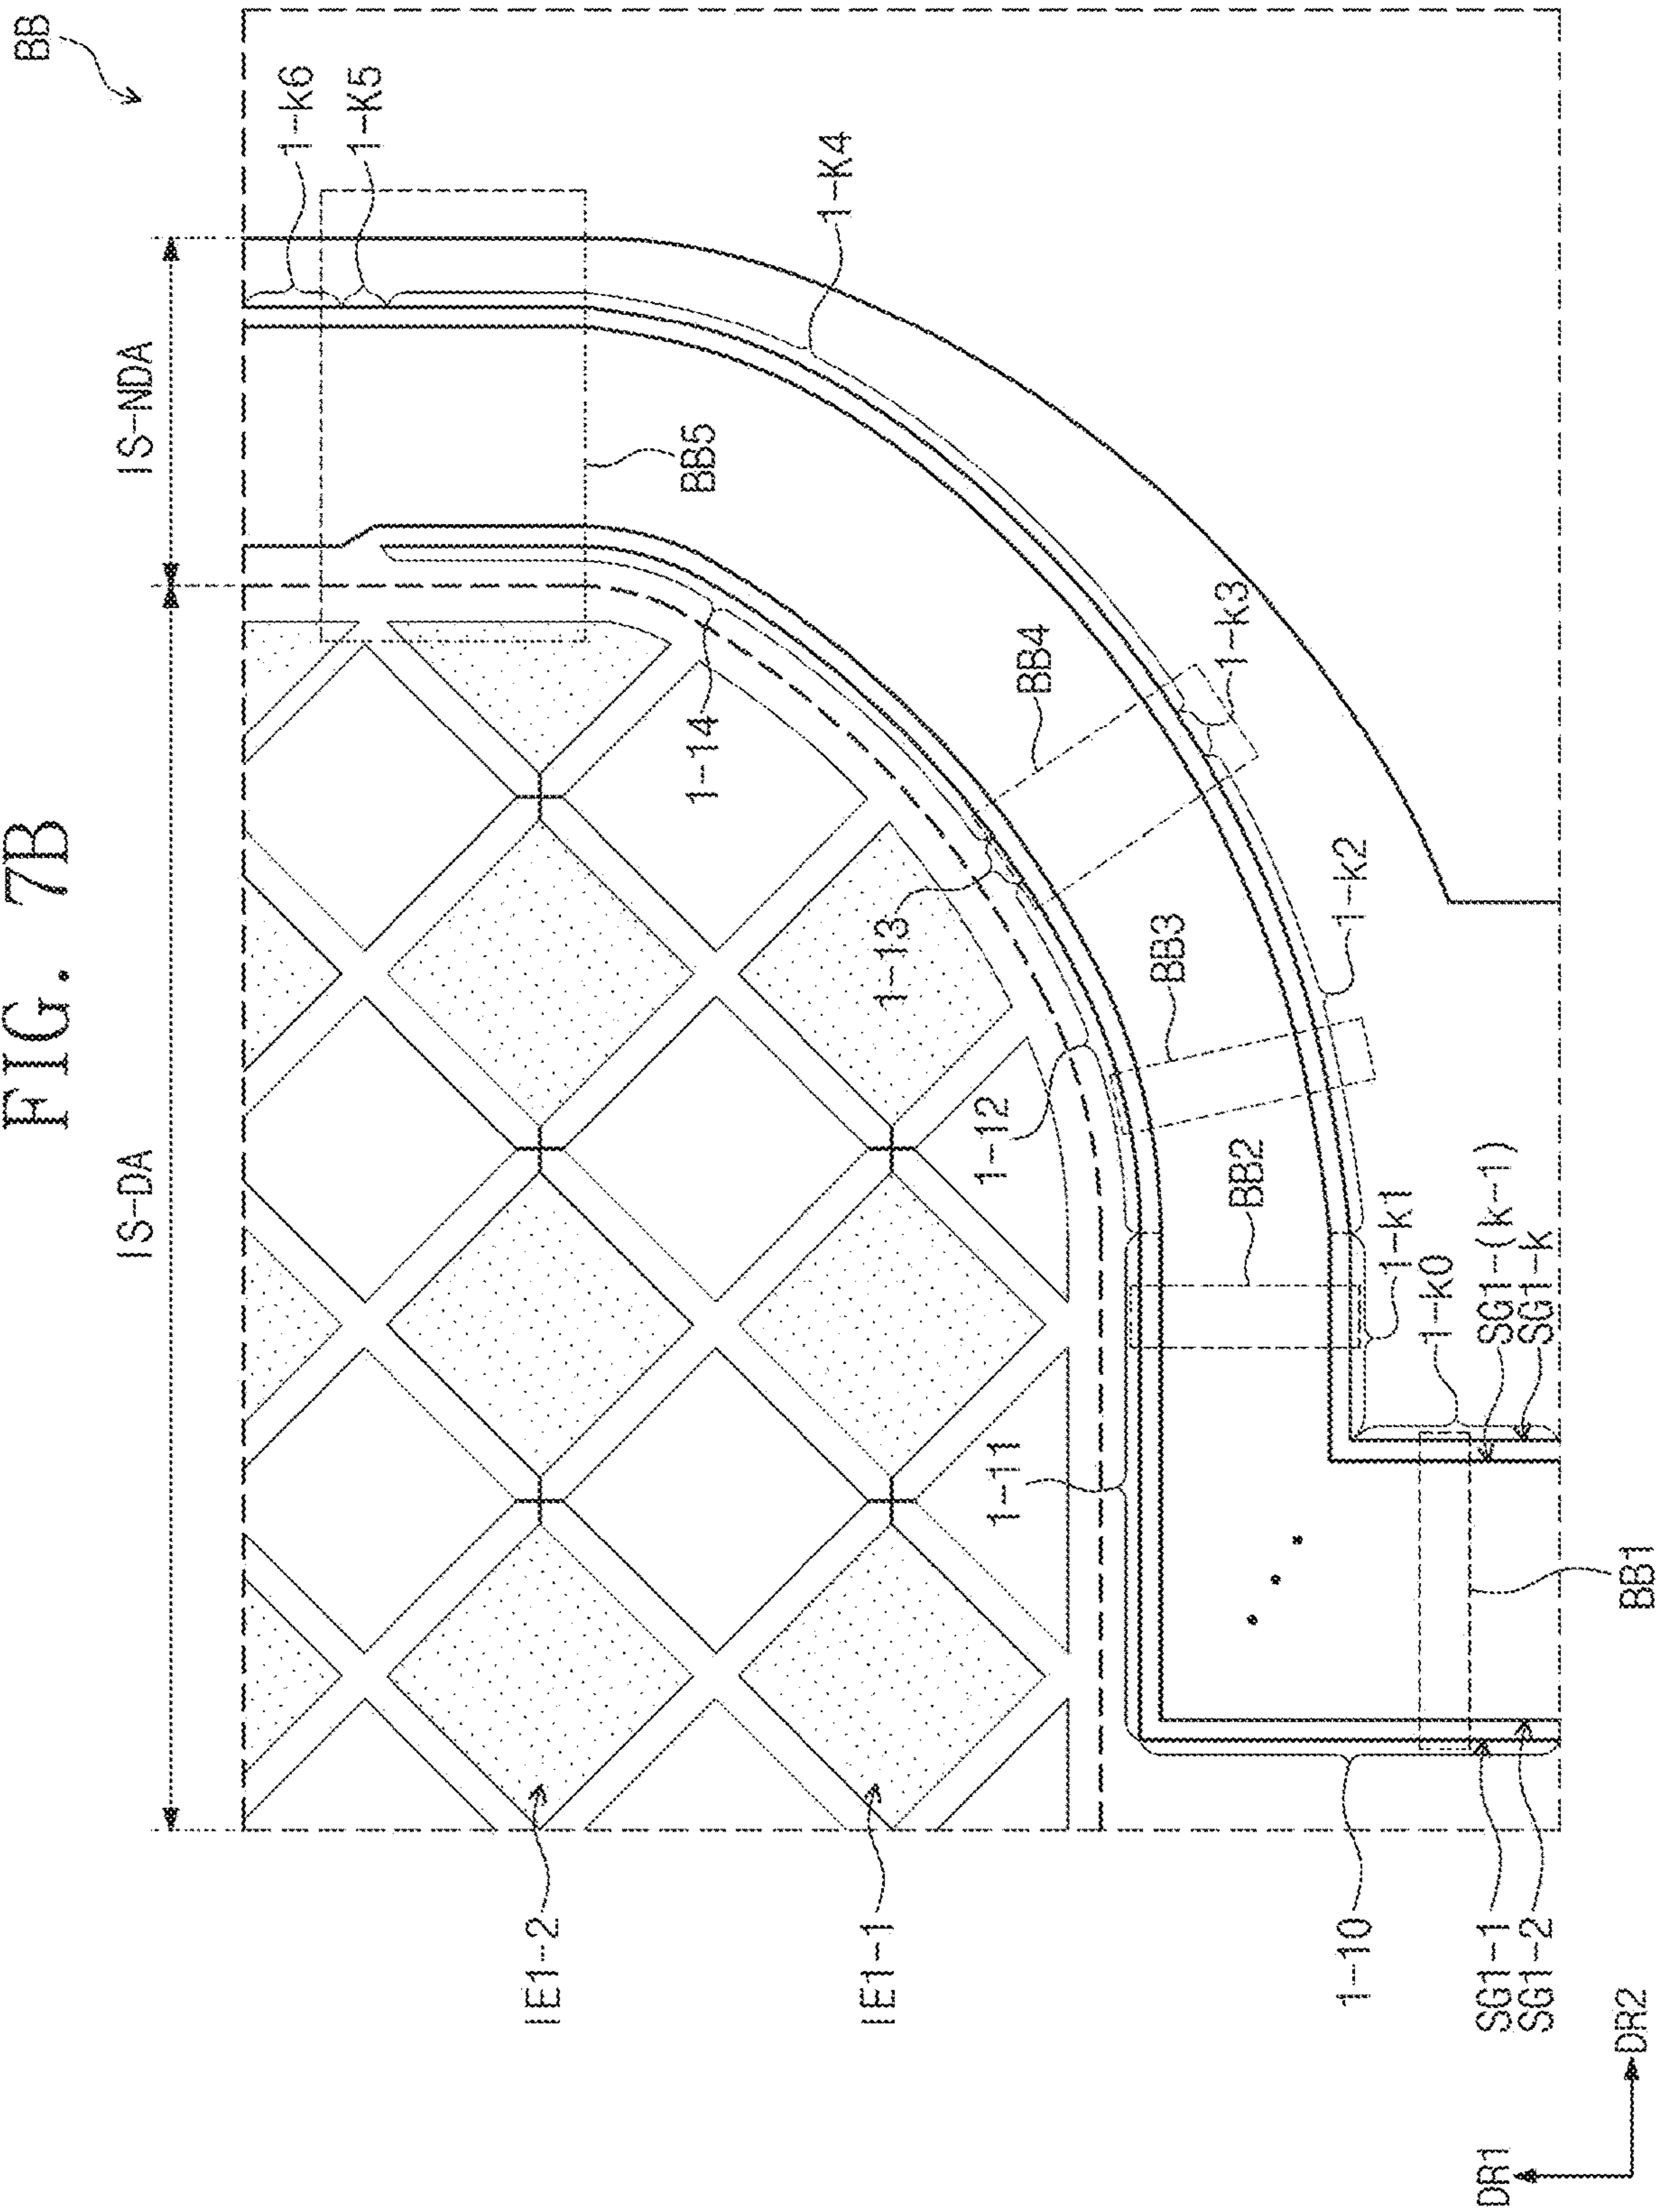 FIG. 7B
BB
IS-DA
IS-NDA
1-K6
1-K5
1-K4
BB5
1-14
BB4
1-k3
1-13
1-K2
BB3
1-12
BB2
1-k1
1-k0
SG1-(k-1)
SG1-k
1-11
BB1
IE1-2
IE1-1
1-10
SG1-1
SG1-2
DR1
DR2